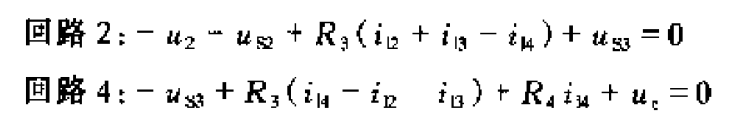 回路 2: − u₂ − u_S2 + R₃(i_l2 + i_l3 − i_l4) + u_S3 = 0
回路 4: − u_S3 + R₃(i_l4 − i_l2  i_l3) + R₄ i_l4 + u_c = 0